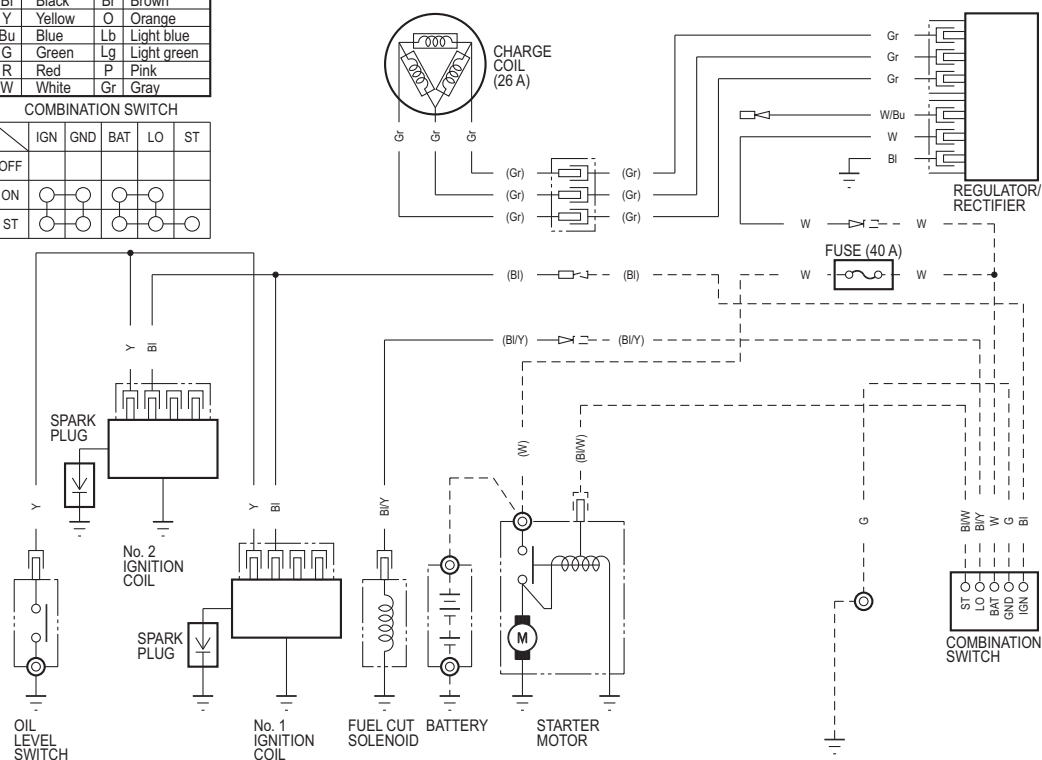 Bl Black Br Brown
Y Yellow O Orange
Bu Blue Lb Light blue
G Green Lg Light green
R Red P Pink
W White Gr Gray
COMBINATION SWITCH
IGN GND BAT LO ST
OFF
ON
ST
CHARGE
COIL
(26 A)
Gr
Gr
Gr
W/Bu
W
Bl
REGULATOR/
RECTIFIER
Gr
Gr
Gr
(Gr) (Gr)
(Gr) (Gr)
(Gr) (Gr)
W W
FUSE (40 A)
W W
(Bl) (Bl)
(Bl/Y) (Bl/Y)
Y
Bl
SPARK
PLUG
(W)
(Bl/W)
Y
Y
Bl
Bl/Y
G
Bl/W
Bl/Y
W
G
Bl
No. 2
IGNITION
COIL
SPARK
PLUG
M
ST
LO
BAT
GND
IGN
COMBINATION
SWITCH
OIL
LEVEL
SWITCH
No. 1
IGNITION
COIL
FUEL CUT
SOLENOID
BATTERY
STARTER
MOTOR